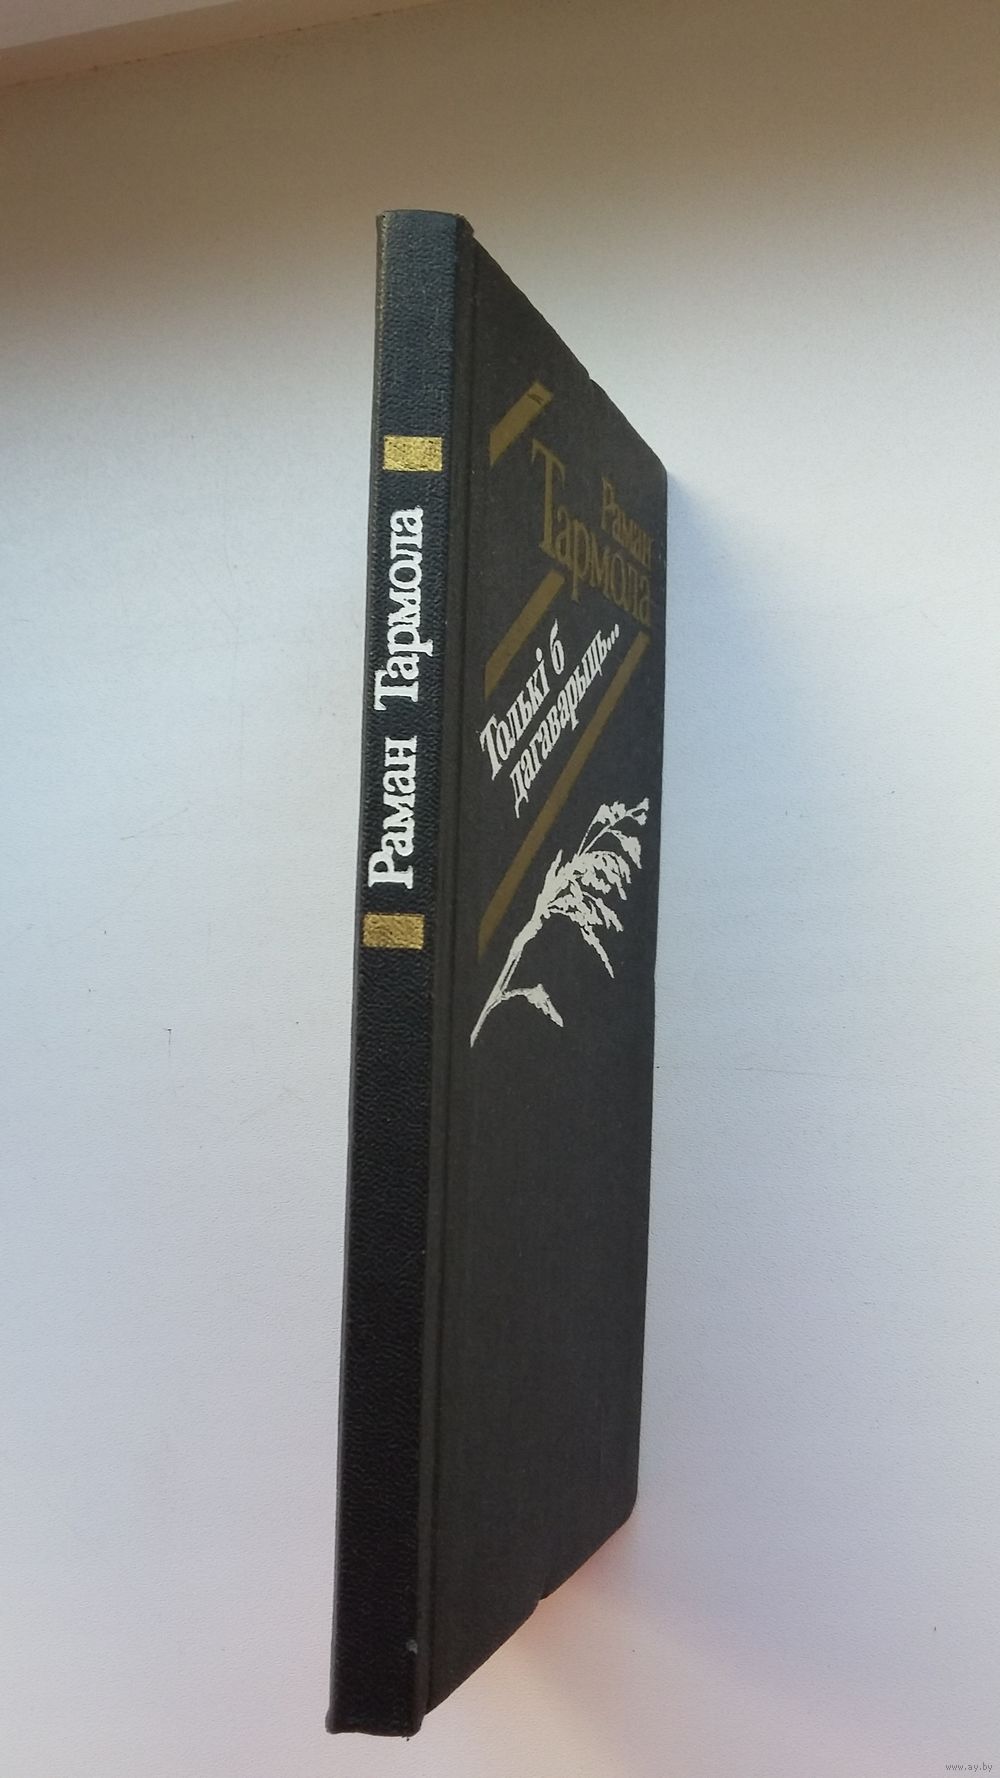 Раман Тармола
Раман
Тармола
Толькі б
дагаварыць...
www.ay.by